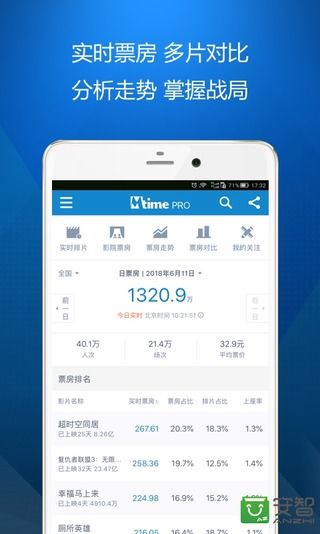 实时票房 多片对比
分析走势 掌握战局
71% 17:32
Mtime PRO
实时排片 影院票房 票房走势 票房对比 我的关注
全国 日票房 | 2018年6月11日
前一日
1320.9万
后一日
今日实时 北京时间 10:21:51
40.1万 21.4万 32.9元
人次 场次 平均票价
票房排名
影片名称 实时票房 票房占比 排片占比 上座率
超时空同居 267.61 20.3% 18.3% 1.3%
已上映25天 8.26亿
复仇者联盟3：无限... 258.36 19.7% 12.5% 1.4%
已上映32天 23.47亿
幸福马上来 224.98 16.9% 15.2% 1.2%
已上映4天 4910.4万
厕所英雄 216.05 16.4% 14.4%
安智
ANZHI